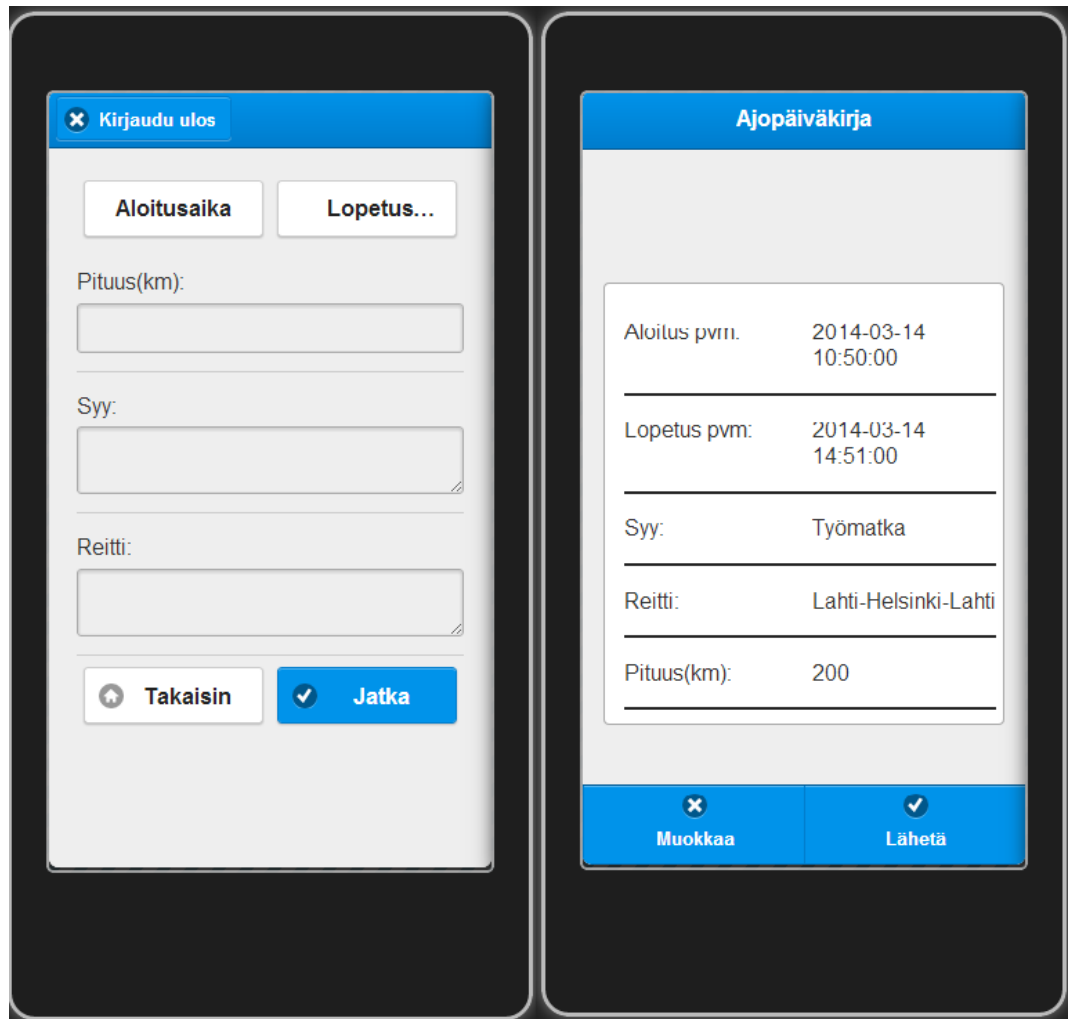 Kirjaudu ulos
Aloitusaika
Lopetus...
Pituus(km):
Syy:
Reitti:
Takaisin
Jatka
Ajopäiväkirja
Aloitus pvm:
2014-03-14
10:50:00
Lopetus pvm:
2014-03-14
14:51:00
Syy:
Työmatka
Reitti:
Lahti-Helsinki-Lahti
Pituus(km):
200
Muokkaa
Lähetä